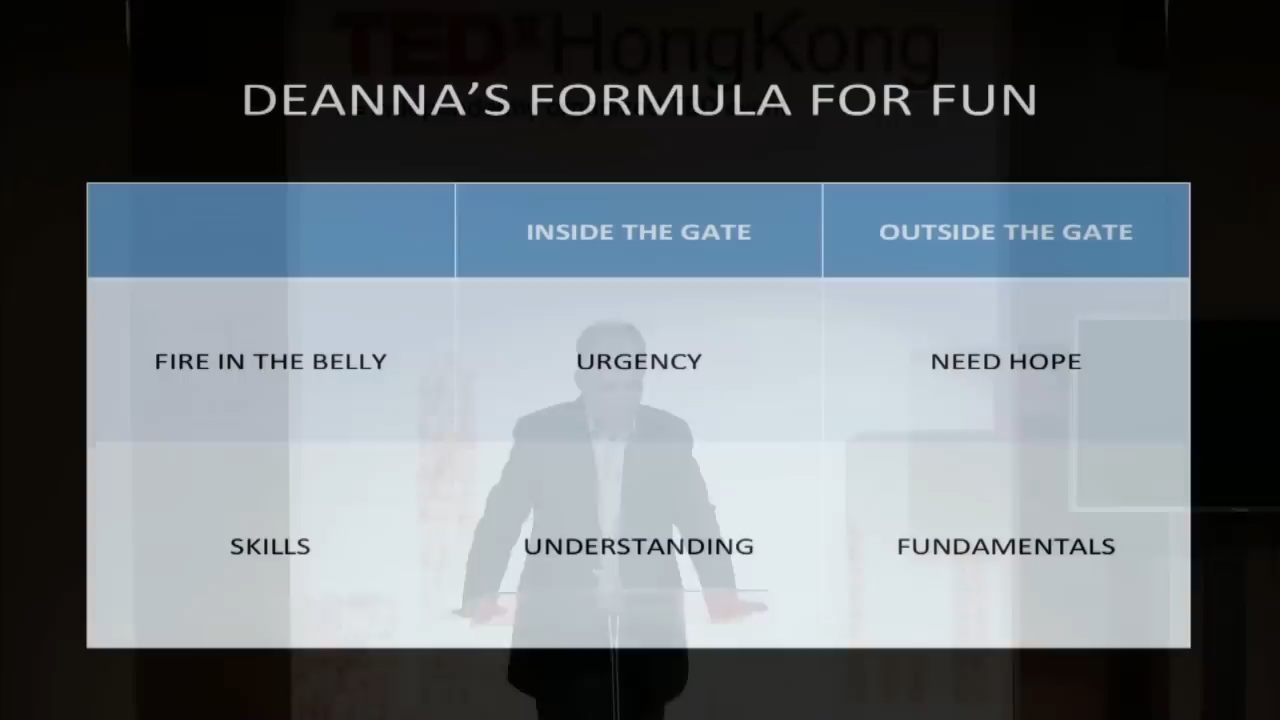 TEDxHongKong
DEANNA'S FORMULA FOR FUN
INSIDE THE GATE
OUTSIDE THE GATE
FIRE IN THE BELLY
URGENCY
NEED HOPE
SKILLS
UNDERSTANDING
FUNDAMENTALS